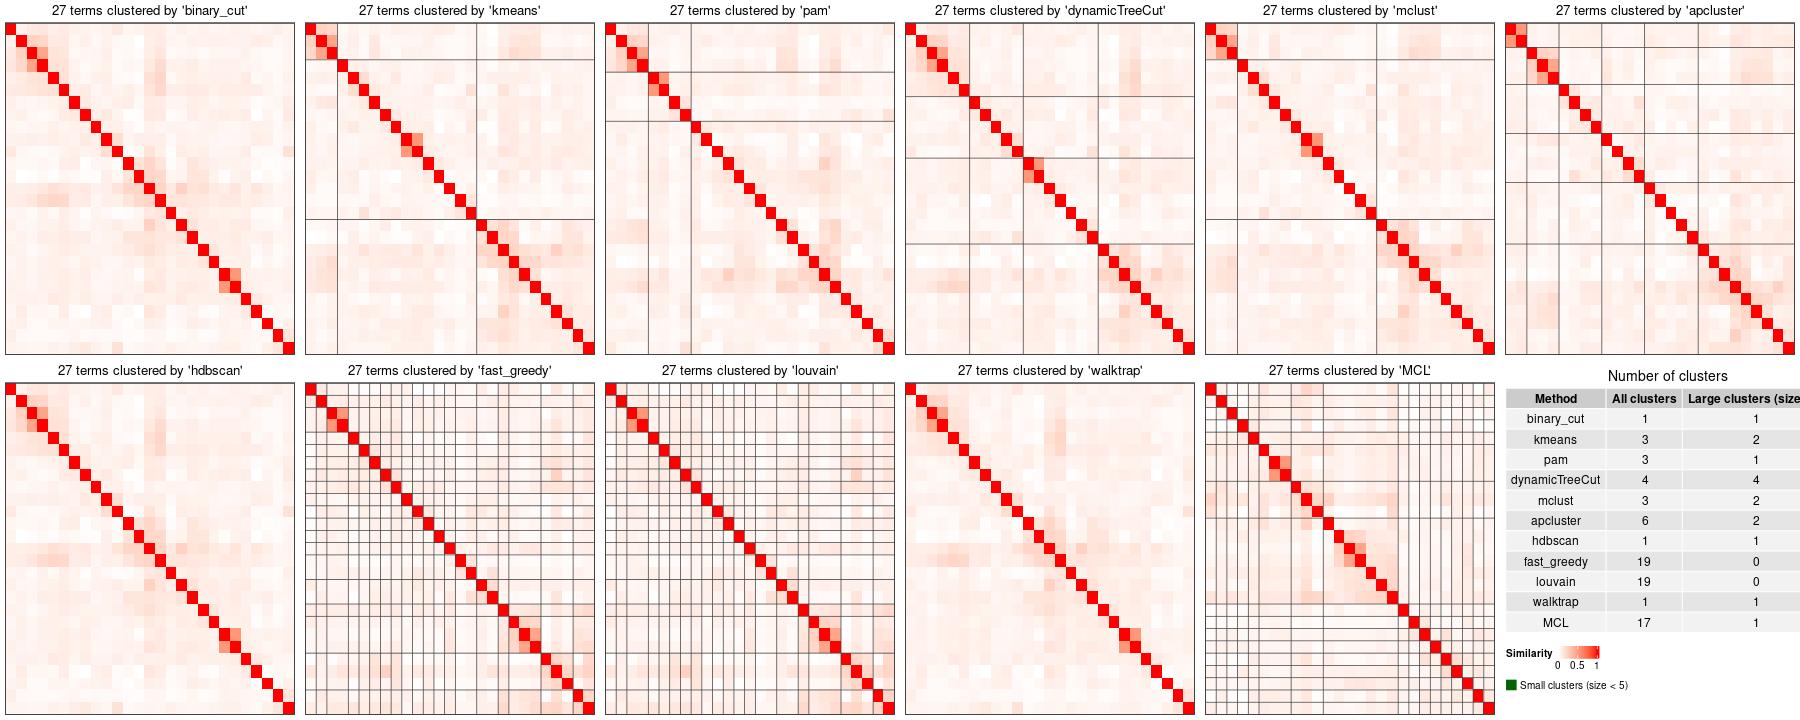 27 terms clustered by 'binary_cut'
27 terms clustered by 'kmeans'
27 terms clustered by 'pam'
27 terms clustered by 'dynamicTreeCut'
27 terms clustered by 'mclust'
27 terms clustered by 'apcluster'
27 terms clustered by 'hdbscan'
27 terms clustered by 'fast_greedy'
27 terms clustered by 'louvain'
27 terms clustered by 'walktrap'
27 terms clustered by 'MCL'
Number of clusters
Method All clusters Large clusters (size
binary_cut 1 1
kmeans 3 2
pam 3 1
dynamicTreeCut 4 4
mclust 3 2
apcluster 6 2
hdbscan 1 1
fast_greedy 19 0
louvain 19 0
walktrap 1 1
MCL 17 1
Similarity
0 0.5 1
Small clusters (size < 5)